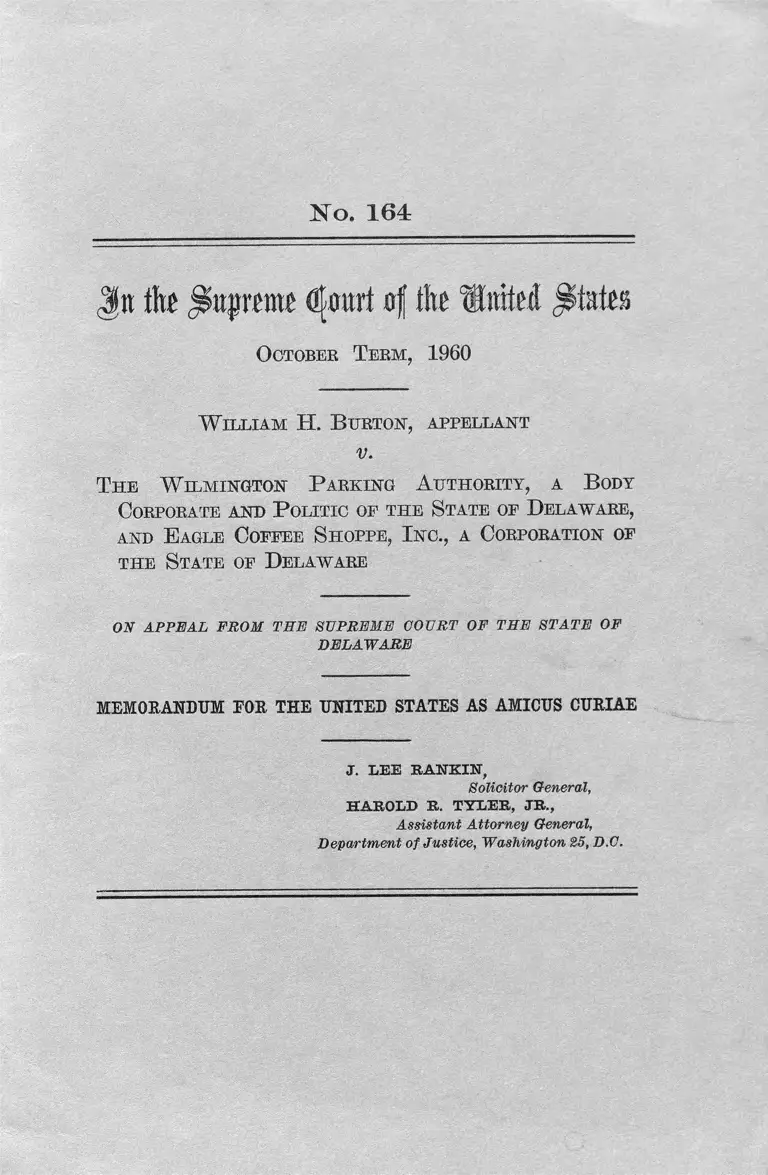 No. 164
In the Supreme Court of the United States
OCTOBER TERM, 1960
WILLIAM H. BURTON, APPELLANT
v.
THE WILMINGTON PARKING AUTHORITY, A BODY
CORPORATE AND POLITIC OF THE STATE OF DELAWARE,
AND EAGLE COFFEE SHOPPE, INC., A CORPORATION OF
THE STATE OF DELAWARE
ON APPEAL FROM THE SUPREME COURT OF THE STATE OF
DELAWARE
MEMORANDUM FOR THE UNITED STATES AS AMICUS CURIAE
J. LEE RANKIN,
Solicitor General,
HAROLD R. TYLER, JR.,
Assistant Attorney General,
Department of Justice, Washington 25, D.C.